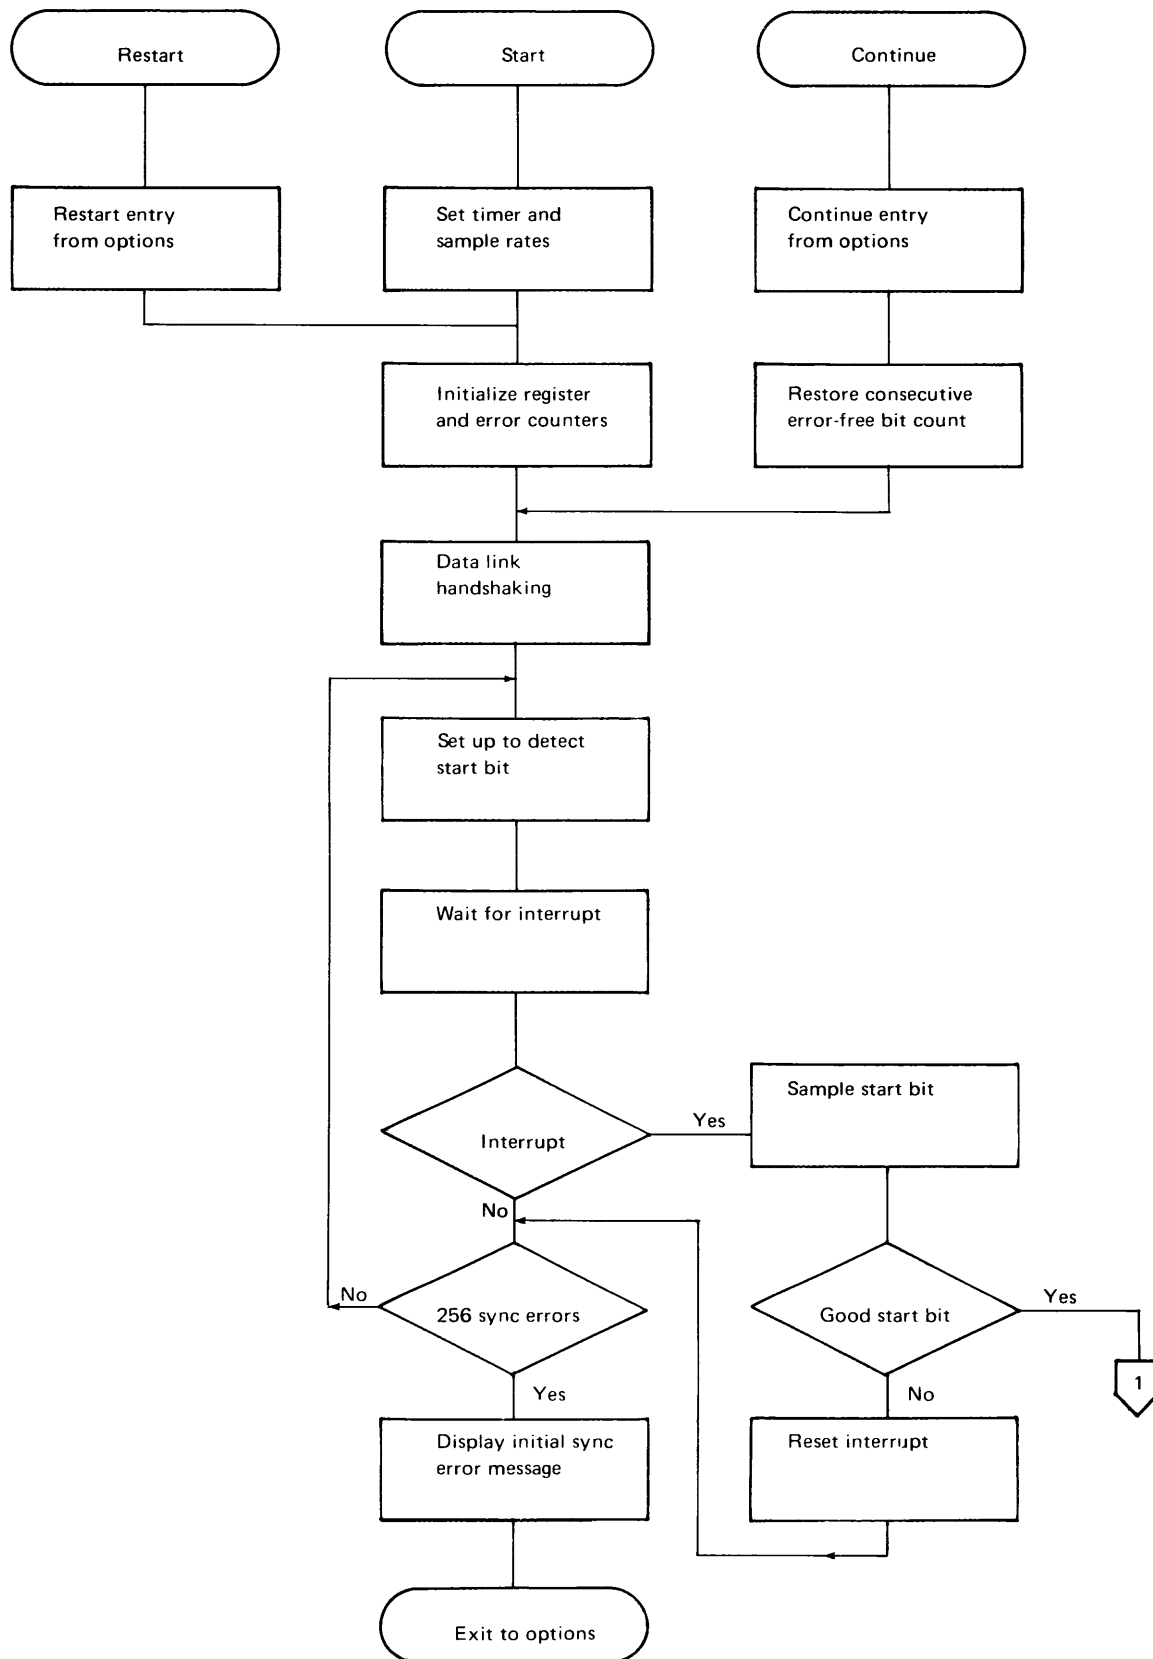 Restart
Start
Continue
Restart entry
from options
Set timer and
sample rates
Continue entry
from options
Initialize register
and error counters
Restore consecutive
error-free bit count
Data link
handshaking
Set up to detect
start bit
Wait for interrupt
Interrupt
Yes
Sample start bit
No
No
256 sync errors
Good start bit
Yes
1
Yes
No
Display initial sync
error message
Reset interrupt
Exit to options